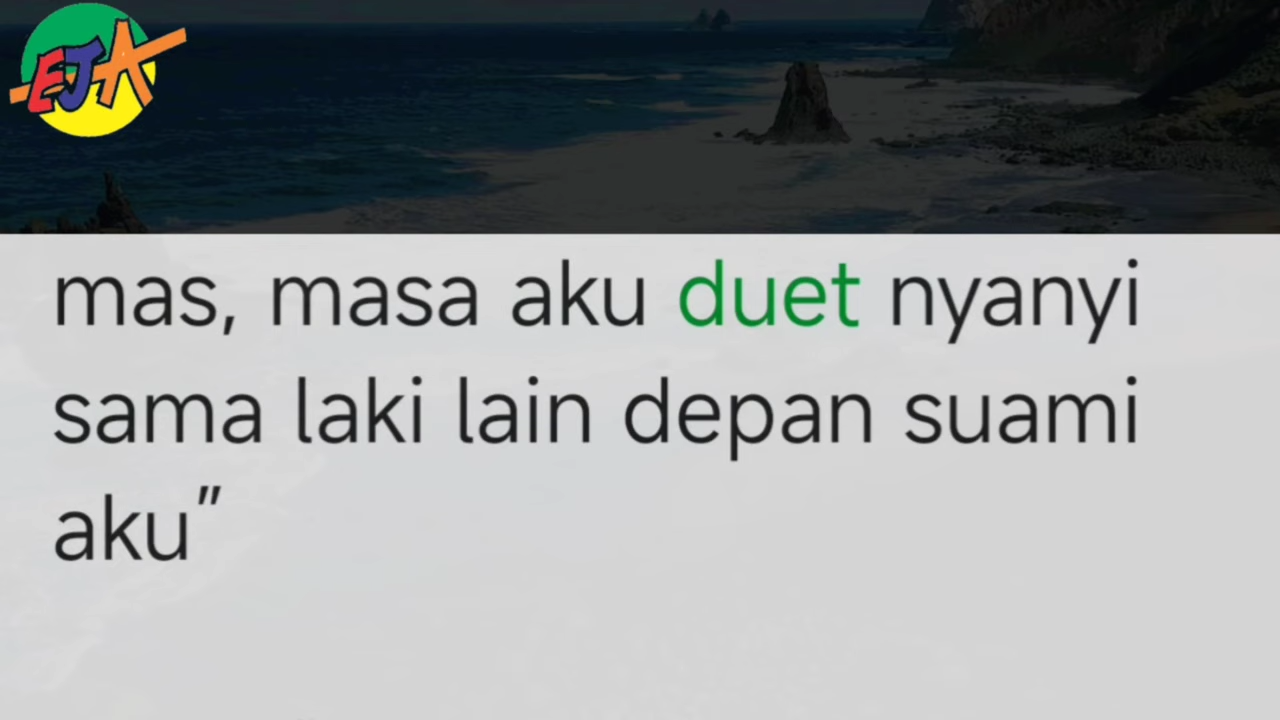 EJA
mas, masa aku duet nyanyi
sama laki lain depan suami
aku”